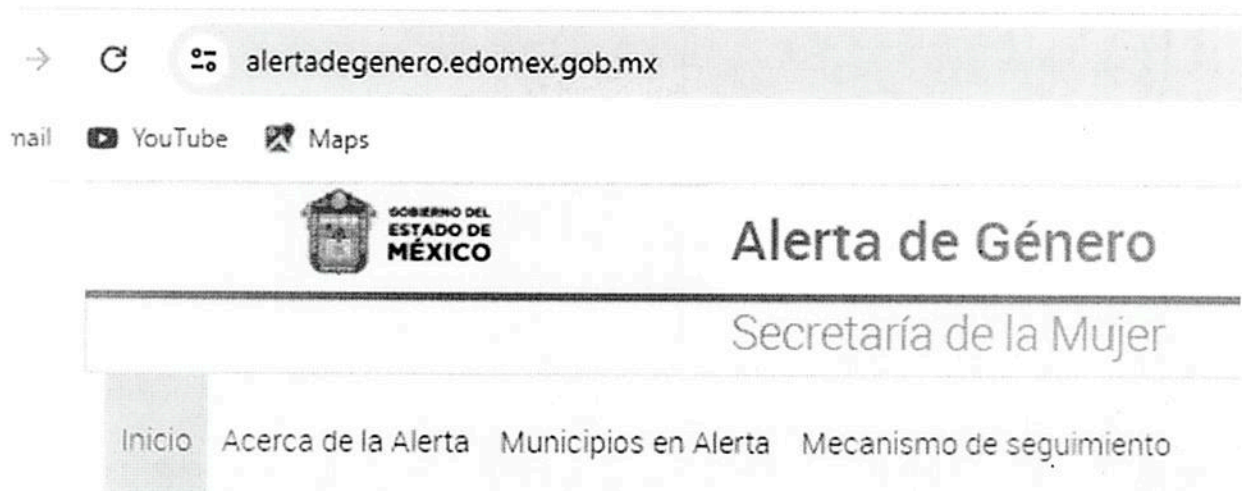 alertadegenero.edomex.gob.mx
YouTube Maps
GOBIERNO DEL
ESTADO DE
MÉXICO
Alerta de Género
Secretaría de la Mujer
Inicio Acerca de la Alerta Municipios en Alerta Mecanismo de seguimiento